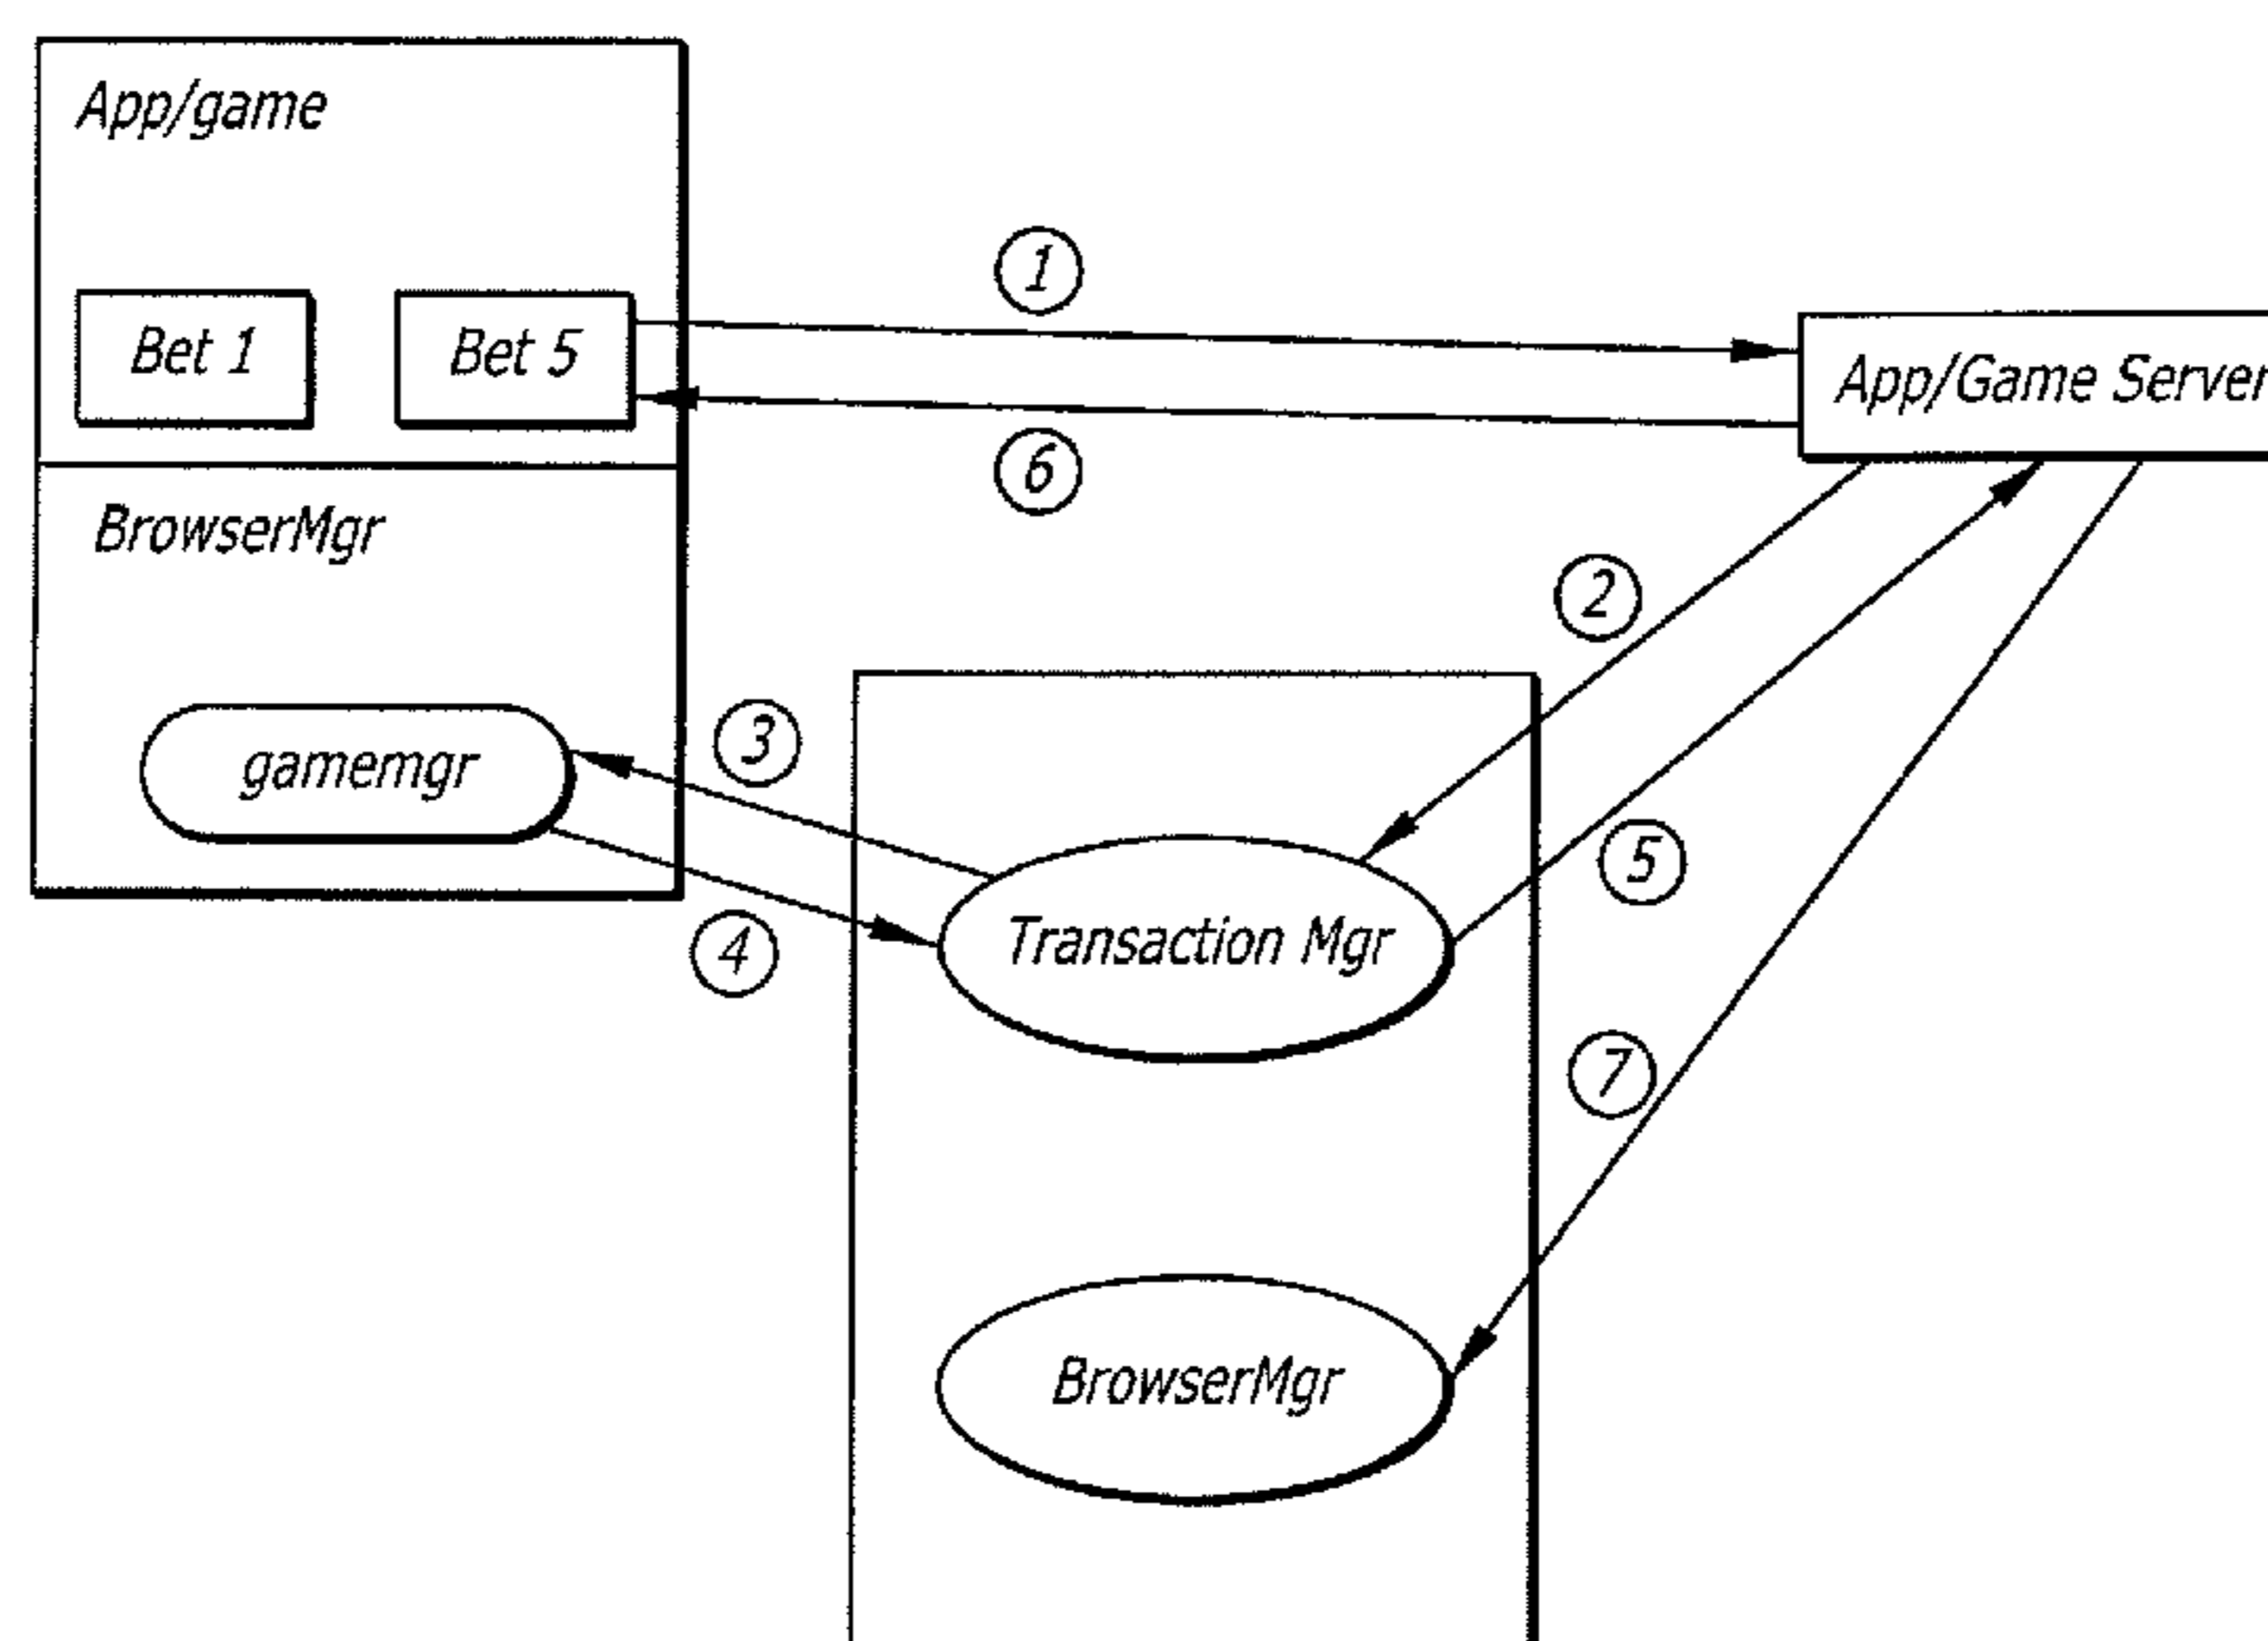 App/game
1
Bet 1
Bet 5
App/Game Server
6
BrowserMgr
2
3
gamemgr
5
4
Transaction Mgr
7
BrowserMgr